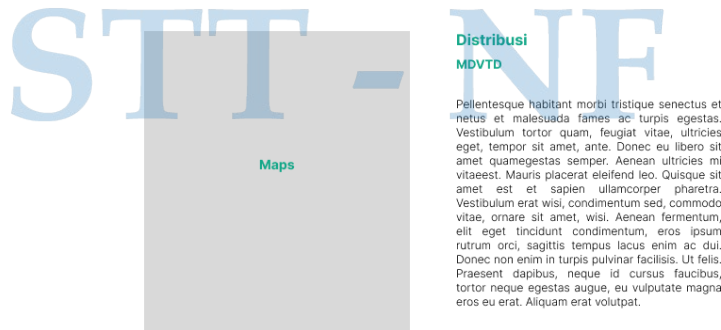 STT - NF
Maps
Distribusi
MDVTD
Pellentesque habitant morbi tristique senectus et
netus et malesuada fames ac turpis egestas.
Vestibulum tortor quam, feugiat vitae, ultricies
eget, tempor sit amet, ante. Donec eu libero sit
amet quamegestas semper. Aenean ultricies mi
vitaeest. Mauris placerat eleifend leo. Quisque sit
amet est et sapien ullamcorper pharetra.
Vestibulum erat wisi, condimentum sed, commodo
vitae, ornare sit amet, wisi. Aenean fermentum,
elit eget tincidunt condimentum, eros ipsum
rutrum orci, sagittis tempus lacus enim ac dui.
Donec non enim in turpis pulvinar facilisis. Ut felis.
Praesent dapibus, neque id cursus faucibus,
tortor neque egestas augue, eu vulputate magna
eros eu erat. Aliquam erat volutpat.